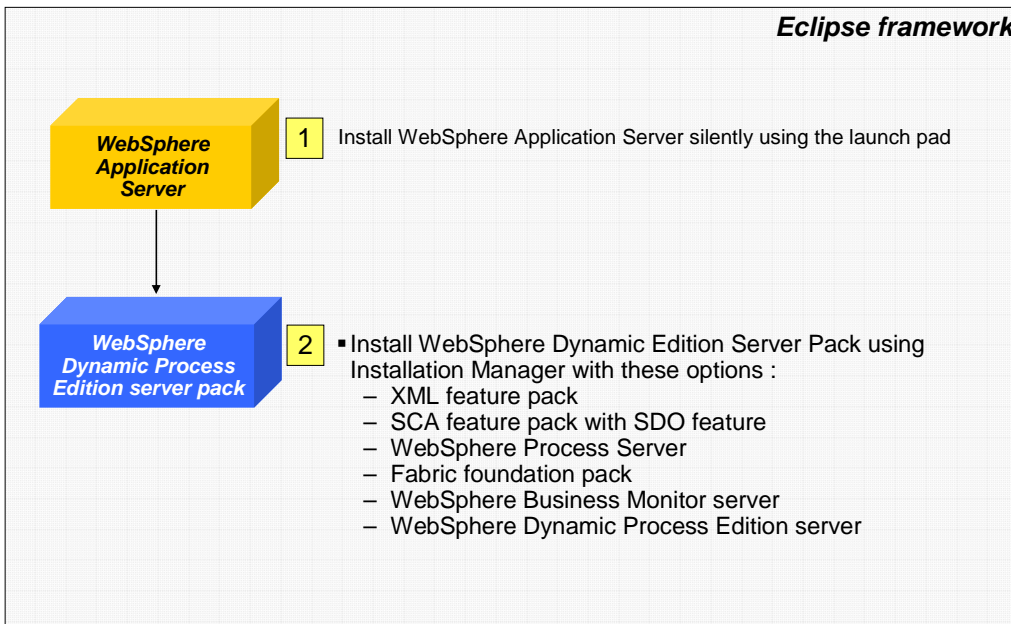 Eclipse framework
WebSphere
Application
Server
1
Install WebSphere Application Server silently using the launch pad
WebSphere
Dynamic Process
Edition server pack
2
▪Install WebSphere Dynamic Edition Server Pack using
Installation Manager with these options :
– XML feature pack
– SCA feature pack with SDO feature
– WebSphere Process Server
– Fabric foundation pack
– WebSphere Business Monitor server
– WebSphere Dynamic Process Edition server